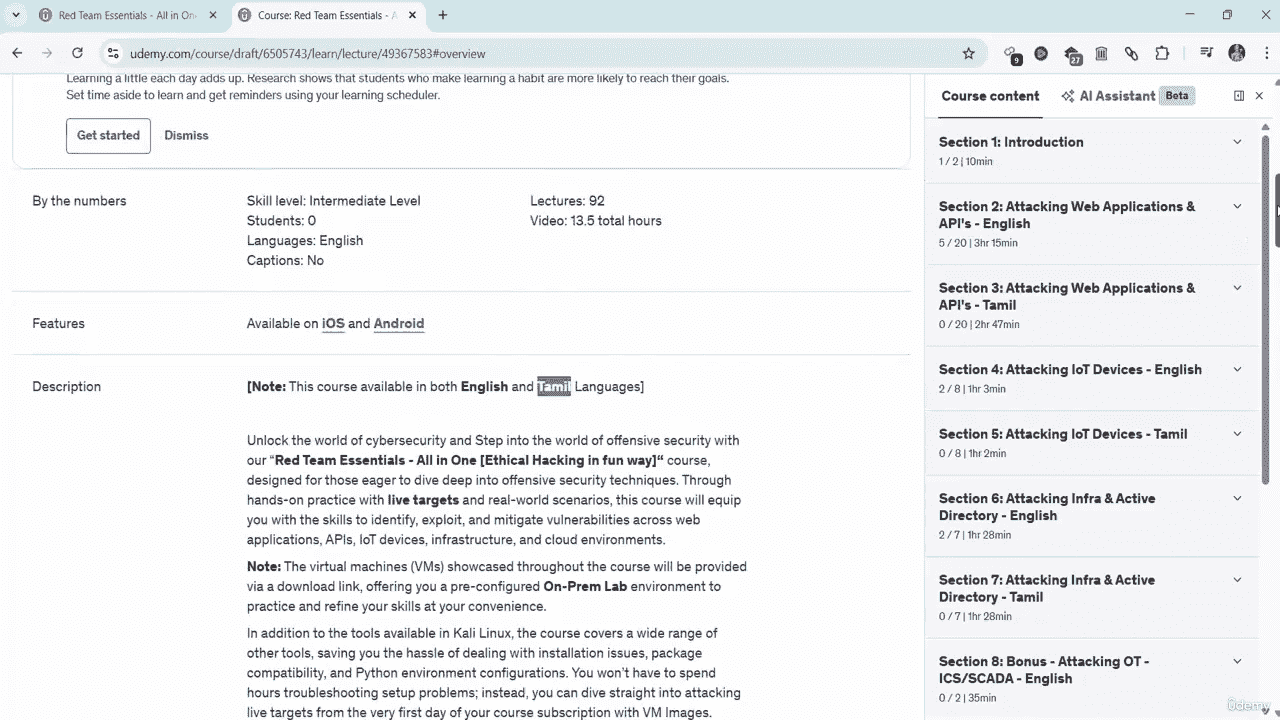 Red Team Essentials - All in On
Course: Red Team Essentials - A
udemy.com/course/draft/6505743/learn/lecture/49367583#overview
9
27
Learning a little each day adds up. Research shows that students who make learning a habit are more likely to reach their goals.
Set time aside to learn and get reminders using your learning scheduler.
Get started
Dismiss
By the numbers
Skill level: Intermediate Level
Students: 0
Languages: English
Captions: No
Lectures: 92
Video: 13.5 total hours
Features
Available on iOS and Android
Description
[Note: This course available in both English and Tamil Languages]
Unlock the world of cybersecurity and Step into the world of offensive security with
our “Red Team Essentials - All in One [Ethical Hacking in fun way]“ course,
designed for those eager to dive deep into offensive security techniques. Through
hands-on practice with live targets and real-world scenarios, this course will equip
you with the skills to identify, exploit, and mitigate vulnerabilities across web
applications, APIs, IoT devices, infrastructure, and cloud environments.
Note: The virtual machines (VMs) showcased throughout the course will be provided
via a download link, offering you a pre-configured On-Prem Lab environment to
practice and refine your skills at your convenience.
In addition to the tools available in Kali Linux, the course covers a wide range of
other tools, saving you the hassle of dealing with installation issues, package
compatibility, and Python environment configurations. You won't have to spend
hours troubleshooting setup problems; instead, you can dive straight into attacking
live targets from the very first day of your course subscription with VM Images.
Course content
AI Assistant Beta
Section 1: Introduction
1 / 2 | 10min
Section 2: Attacking Web Applications &
API's - English
5 / 20 | 3hr 15min
Section 3: Attacking Web Applications &
API's - Tamil
0 / 20 | 2hr 47min
Section 4: Attacking IoT Devices - English
2 / 8 | 1hr 3min
Section 5: Attacking IoT Devices - Tamil
0 / 8 | 1hr 2min
Section 6: Attacking Infra & Active
Directory - English
2 / 7 | 1hr 28min
Section 7: Attacking Infra & Active
Directory - Tamil
0 / 7 | 1hr 28min
Section 8: Bonus - Attacking OT -
ICS/SCADA - English
0 / 2 | 35min
udemy